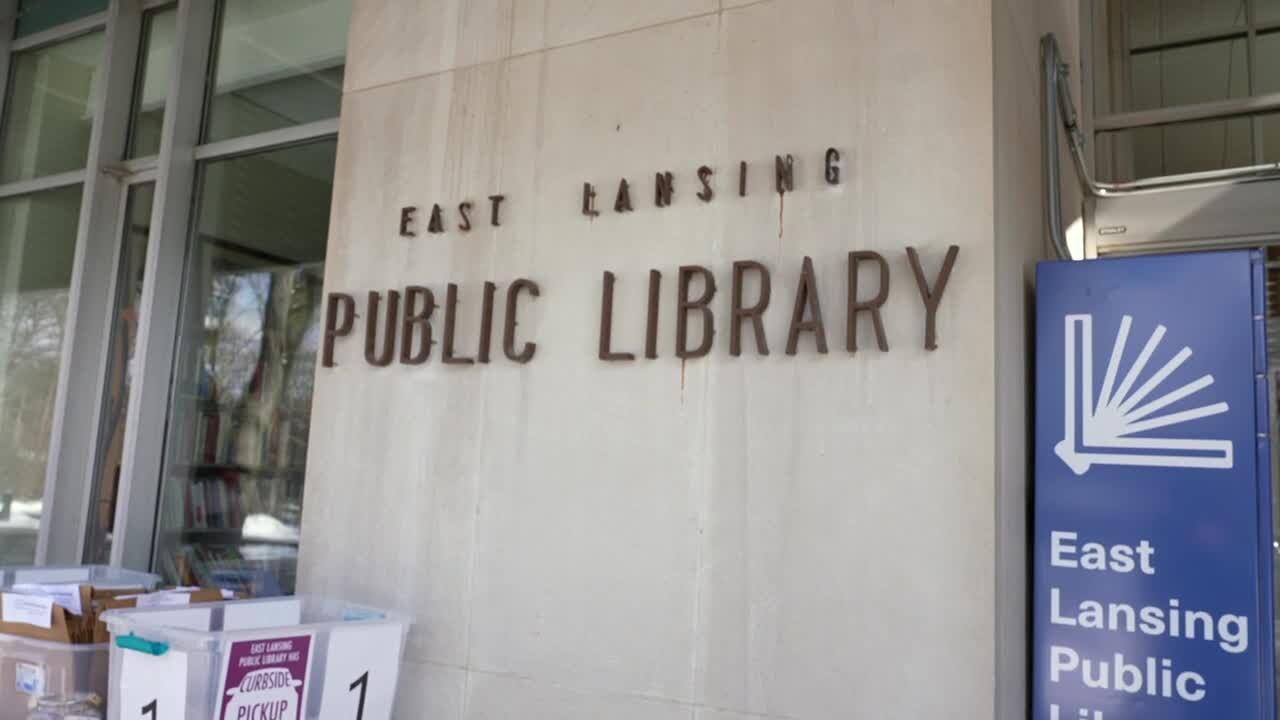 EAST LANSING
PUBLIC LIBRARY
East
Lansing
Public
EAST LANSING
PUBLIC LIBRARY HAS
CURBSIDE
PICKUP
1
1